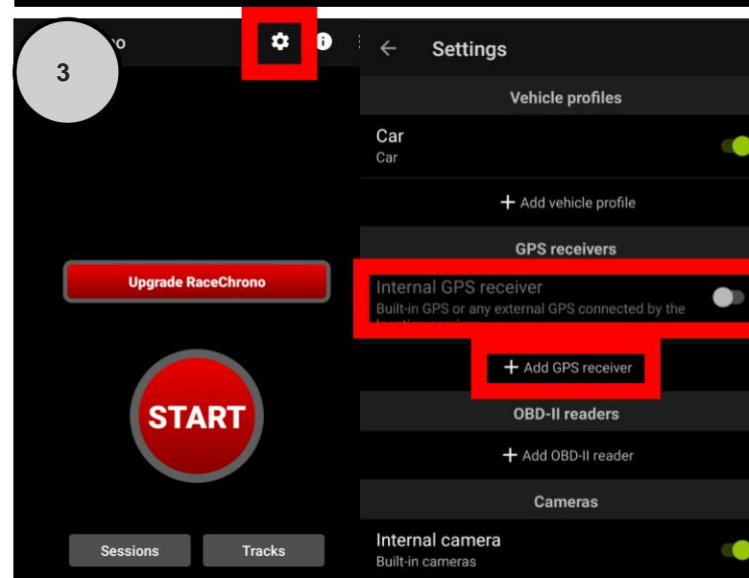 3
Upgrade RaceChrono
START
Sessions
Tracks
Settings
Vehicle profiles
Car
Car
+ Add vehicle profile
GPS receivers
Internal GPS receiver
Built-in GPS or any external GPS connected by the
+ Add GPS receiver
OBD-II readers
+ Add OBD-II reader
Cameras
Internal camera
Built-in cameras